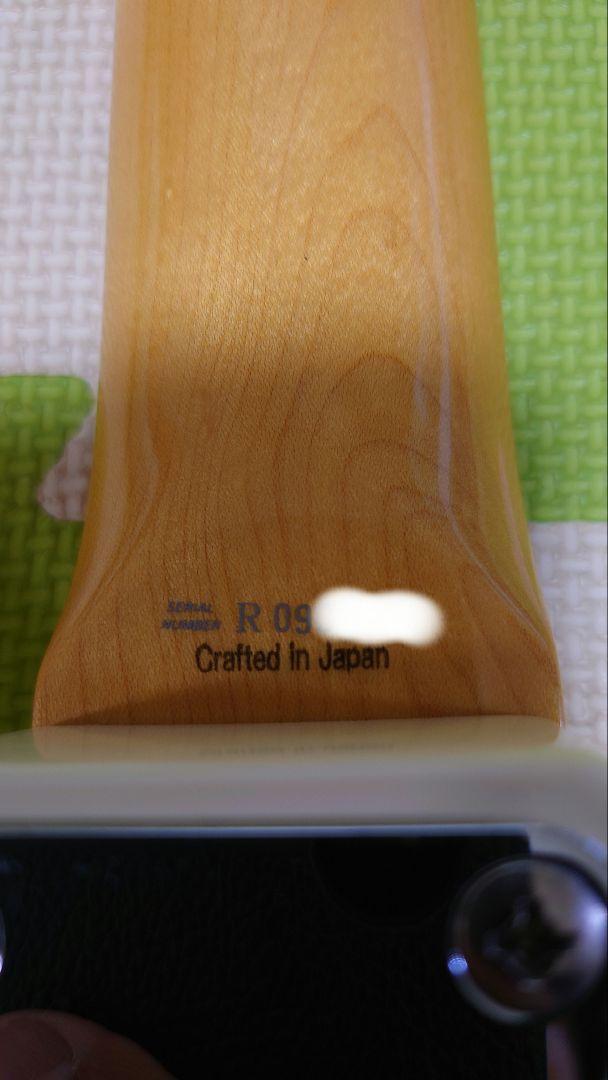 SERIAL
NUMBER R 09
Crafted in Japan